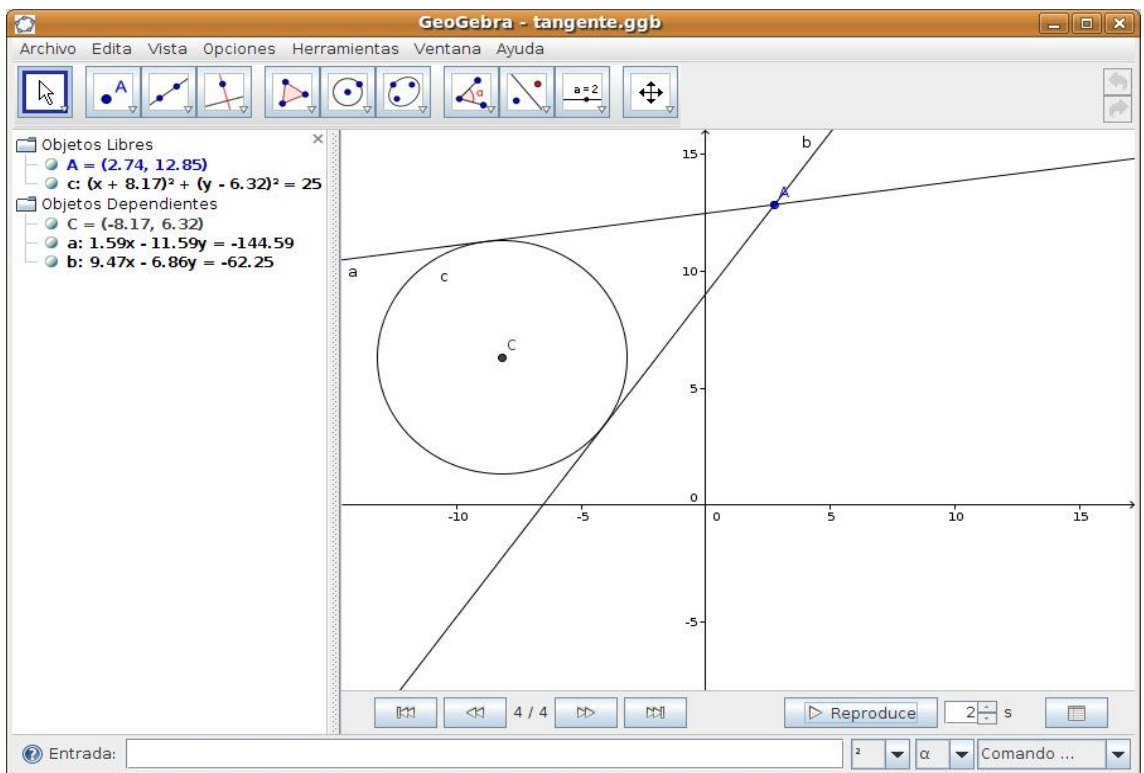 GeoGebra - tangente.ggb
Archivo Edita Vista Opciones Herramientas Ventana Ayuda
A
α
a = 2
Objetos Libres
A = (2.74, 12.85)
c: (x + 8.17)² + (y - 6.32)² = 25
Objetos Dependientes
C = (-8.17, 6.32)
a: 1.59x - 11.59y = -144.59
b: 9.47x - 6.86y = -62.25
b
15
A
a
c
10
C
5
0
-10 -5 0 5 10 15
-5
4 / 4
Reproduce
2 s
Entrada:
² α Comando ...